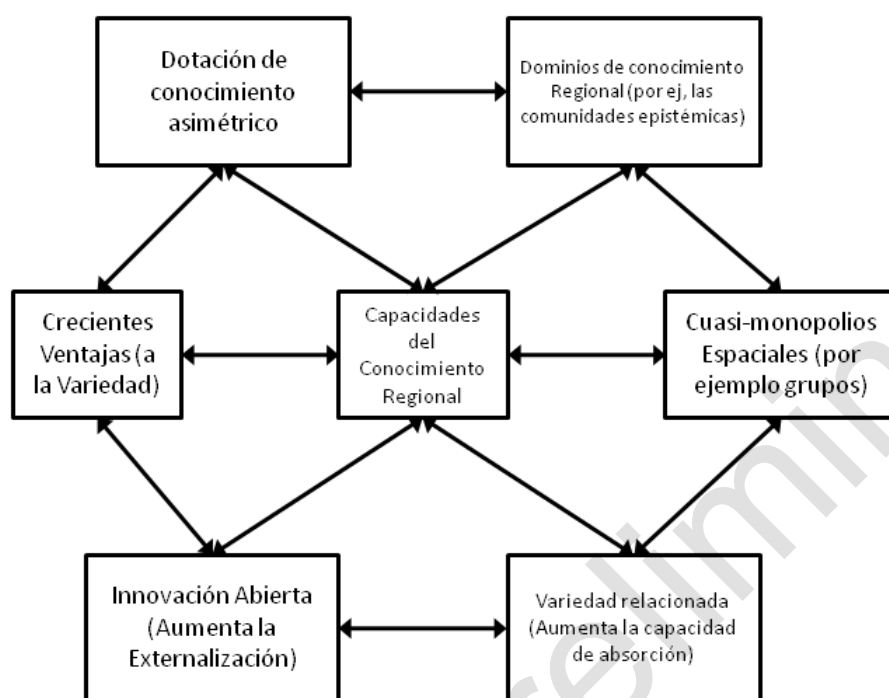 Dotación de
conocimiento
asimétrico
Dominios de conocimiento
Regional (por ej, las
comunidades epistémicas)
Crecientes
Ventajas (a
la Variedad)
Capacidades
del
Conocimiento
Regional
Cuasi-monopolios
Espaciales (por
ejemplo grupos)
Innovación Abierta
(Aumenta la
Externalización)
Variedad relacionada
(Aumenta la capacidad
de absorción)